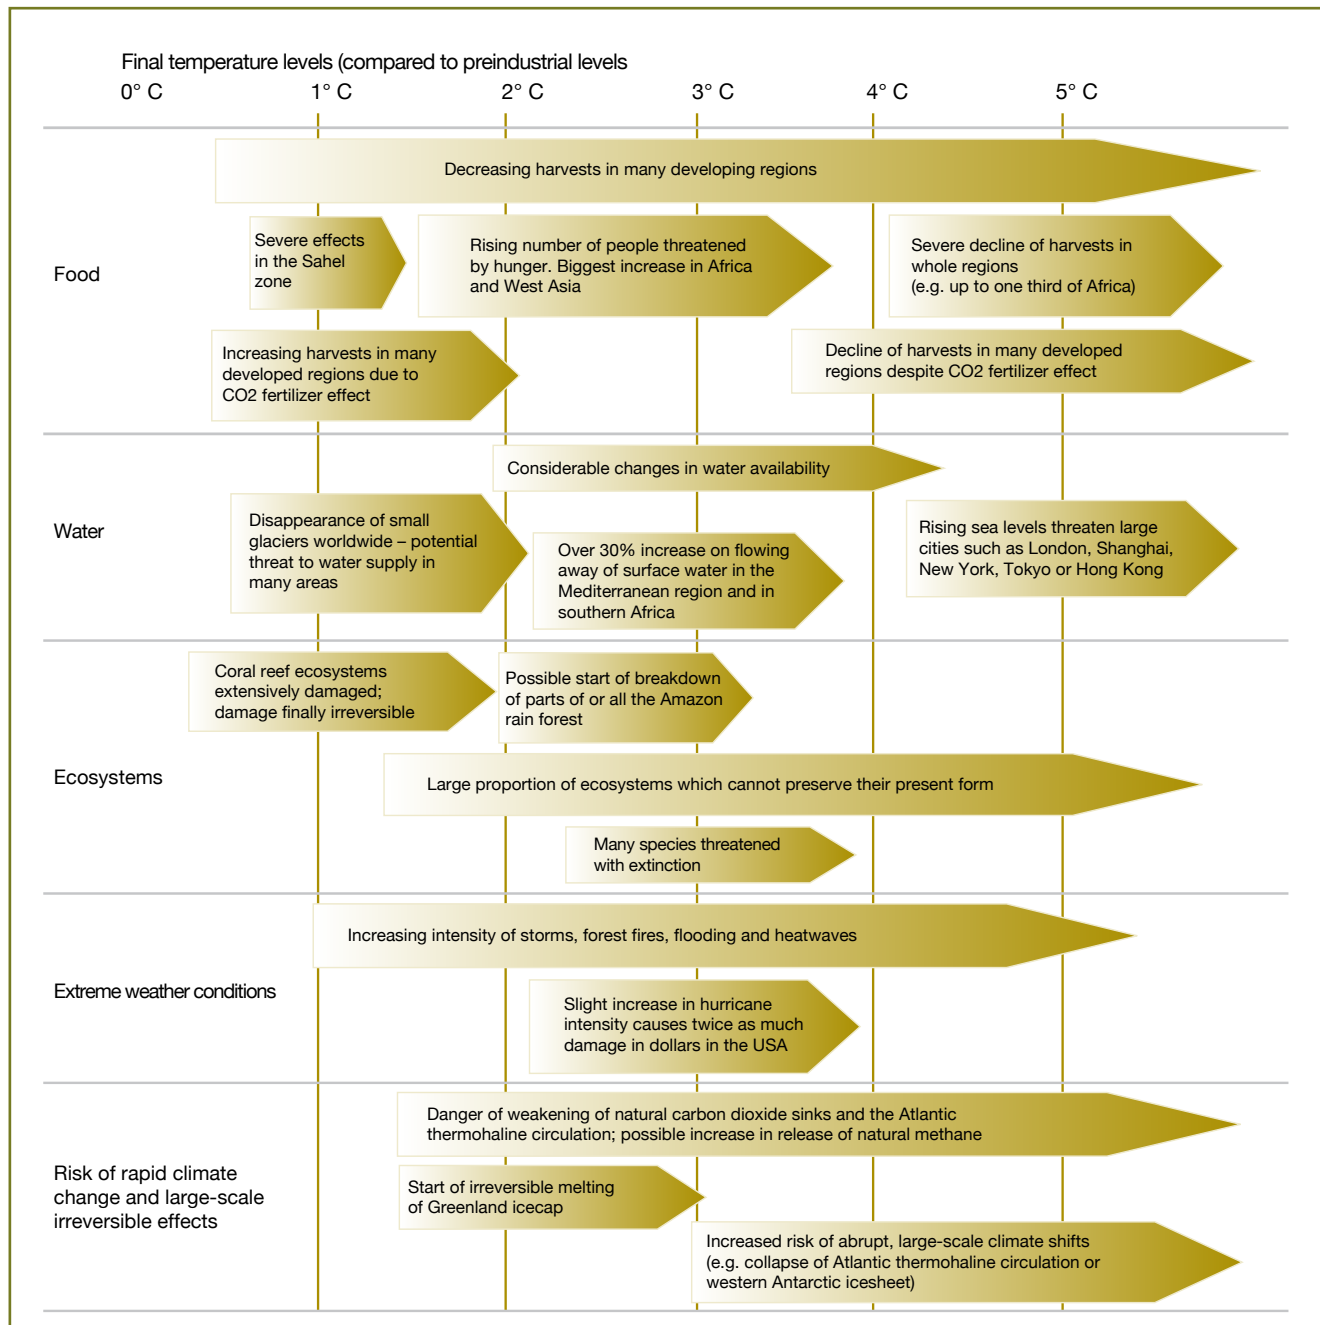 Final temperature levels (compared to preindustrial levels
0° C 1° C 2° C 3° C 4° C 5° C
Food
Decreasing harvests in many developing regions
Severe effects
in the Sahel
zone
Rising number of people threatened
by hunger. Biggest increase in Africa
and West Asia
Severe decline of harvests in
whole regions
(e.g. up to one third of Africa)
Increasing harvests in many
developed regions due to
CO2 fertilizer effect
Decline of harvests in many developed
regions despite CO2 fertilizer effect
Water
Considerable changes in water availability
Disappearance of small
glaciers worldwide – potential
threat to water supply in
many areas
Over 30% increase on flowing
away of surface water in the
Mediterranean region and in
southern Africa
Rising sea levels threaten large
cities such as London, Shanghai,
New York, Tokyo or Hong Kong
Ecosystems
Coral reef ecosystems
extensively damaged;
damage finally irreversible
Possible start of breakdown
of parts of or all the Amazon
rain forest
Large proportion of ecosystems which cannot preserve their present form
Many species threatened
with extinction
Extreme weather conditions
Increasing intensity of storms, forest fires, flooding and heatwaves
Slight increase in hurricane
intensity causes twice as much
damage in dollars in the USA
Risk of rapid climate
change and large-scale
irreversible effects
Danger of weakening of natural carbon dioxide sinks and the Atlantic
thermohaline circulation; possible increase in release of natural methane
Start of irreversible melting
of Greenland icecap
Increased risk of abrupt, large-scale climate shifts
(e.g. collapse of Atlantic thermohaline circulation or
western Antarctic icesheet)